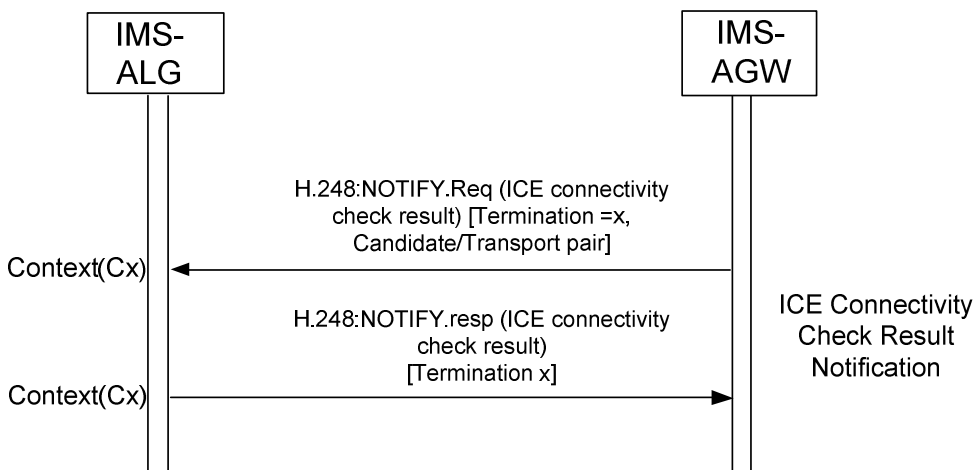 IMS-
ALG
IMS-
AGW
H.248:NOTIFY.Req (ICE connectivity
check result) [Termination =x,
Candidate/Transport pair]
Context(Cx)
H.248:NOTIFY.resp (ICE connectivity
check result)
[Termination x]
Context(Cx)
ICE Connectivity
Check Result
Notification